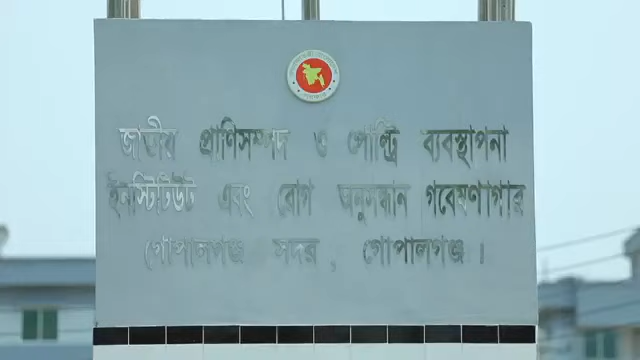 জাতীয় প্রাণিসম্পদ ও পোল্ট্রি ব্যবস্থাপনা
ইনস্টিটিউট এবং রোগ অনুসন্ধান গবেষণাগার
গোপালগঞ্জ সদর, গোপালগঞ্জ।